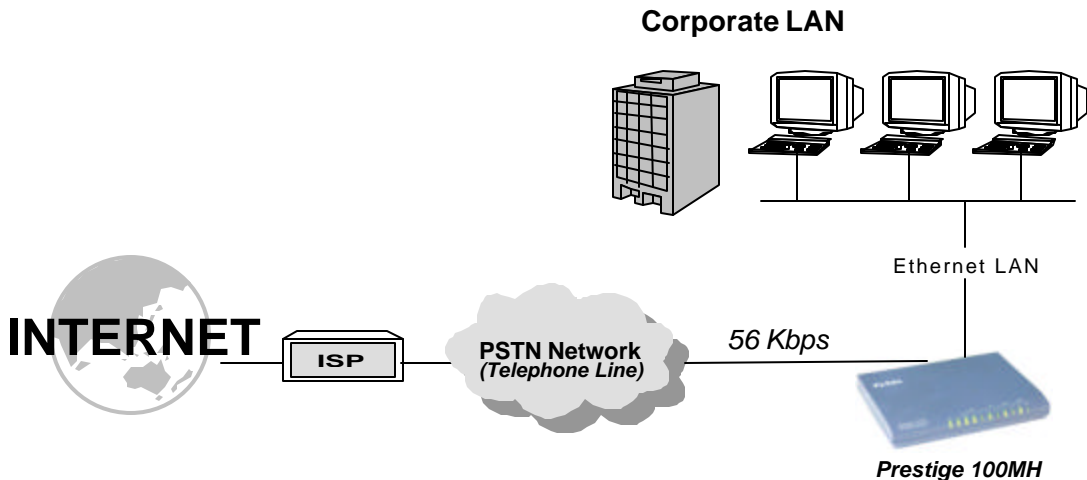 Corporate LAN
Ethernet LAN
INTERNET
ISP
PSTN Network
(Telephone Line)
56 Kbps
Prestige 100MH